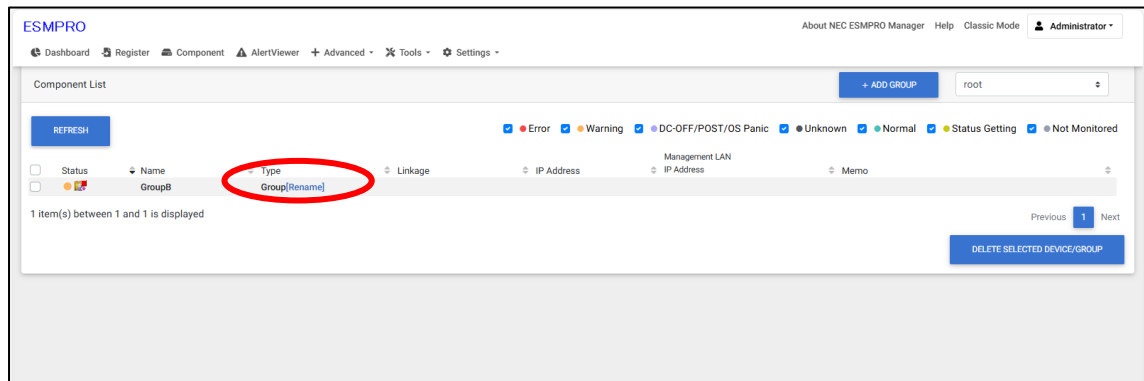 ESMPRO
About NEC ESMPRO Manager Help Classic Mode Administrator
Dashboard Register Component AlertViewer Advanced Tools Settings
Component List
+ ADD GROUP
root
REFRESH
Error Warning DC-OFF/POST/OS Panic Unknown Normal Status Getting Not Monitored
Status Name Type Linkage IP Address Management LAN IP Address Memo
GroupB Group[Rename]
1 item(s) between 1 and 1 is displayed
Previous 1 Next
DELETE SELECTED DEVICE/GROUP